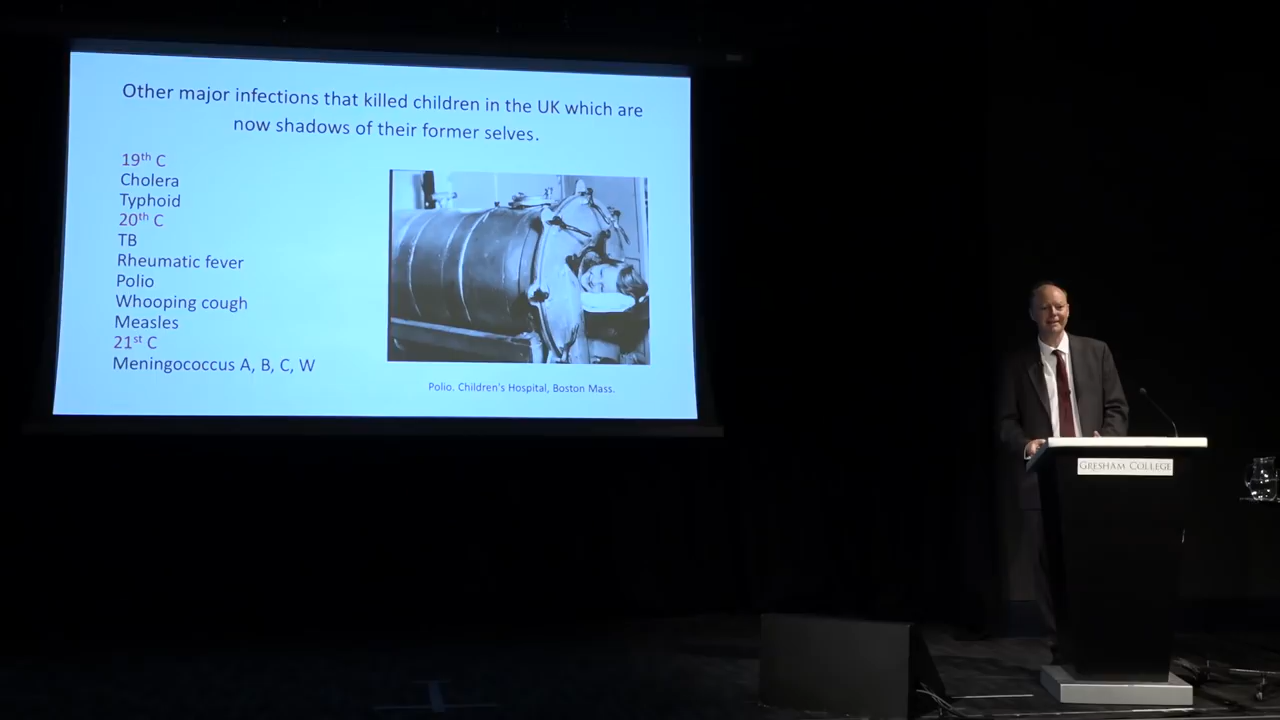 Other major infections that killed children in the UK which are
now shadows of their former selves.
19th C
Cholera
Typhoid
20th C
TB
Rheumatic fever
Polio
Whooping cough
Measles
21st C
Meningococcus A, B, C, W
Polio. Children's Hospital, Boston Mass.
GRESHAM COLLEGE